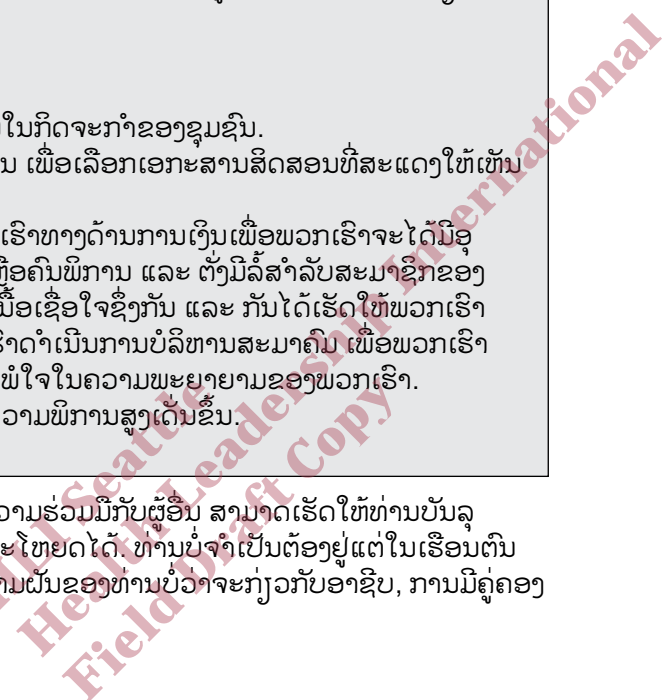 ໃນກິດຈະກຳຂອງຊຸມຊົນ.
ເພື່ອເລືອກເອກະສານສິດສອນທີ່ສະແດງໃຫ້ເຫັນ
ເຮົາທາງດ້ານການເງິນເພື່ອພວກເຮົາຈະໄດ້ມີອຸ
ຄົນພິການ ແລະ ຕັ່ງມີລໍ້ສຳລັບສະມາຊິກຂອງ
ເຊື່ອໃຈຊຶ່ງກັນ ແລະ ກັນໄດ້ເຮັດໃຫ້ພວກເຮົາ
ດຳເນີນການບໍລິຫານສະມາຄົມ ເພື່ອພວກເຮົາ
ພໍໃຈໃນຄວາມພະຍາຍາມຂອງພວກເຮົາ.
ວາມພິການສູງເດັ່ນຂຶ້ນ.
ວາມຮ່ວມມືກັບຜູ້ອື່ນ ສາມາດເຮັດໃຫ້ທ່ານບັນລຸ
ໂຫຍດໄດ້. ທ່ານບໍ່ຈຳເປັນຕ້ອງຢູ່ແຕ່ໃນເຮືອນຕົນ
ມຝັນຂອງທ່ານບໍ່ວ່າຈະກ່ຽວກັບອາຊີບ, ການມີຄູ່ຄອງ
Seattle
Health Leadership International
Field Draft Copy